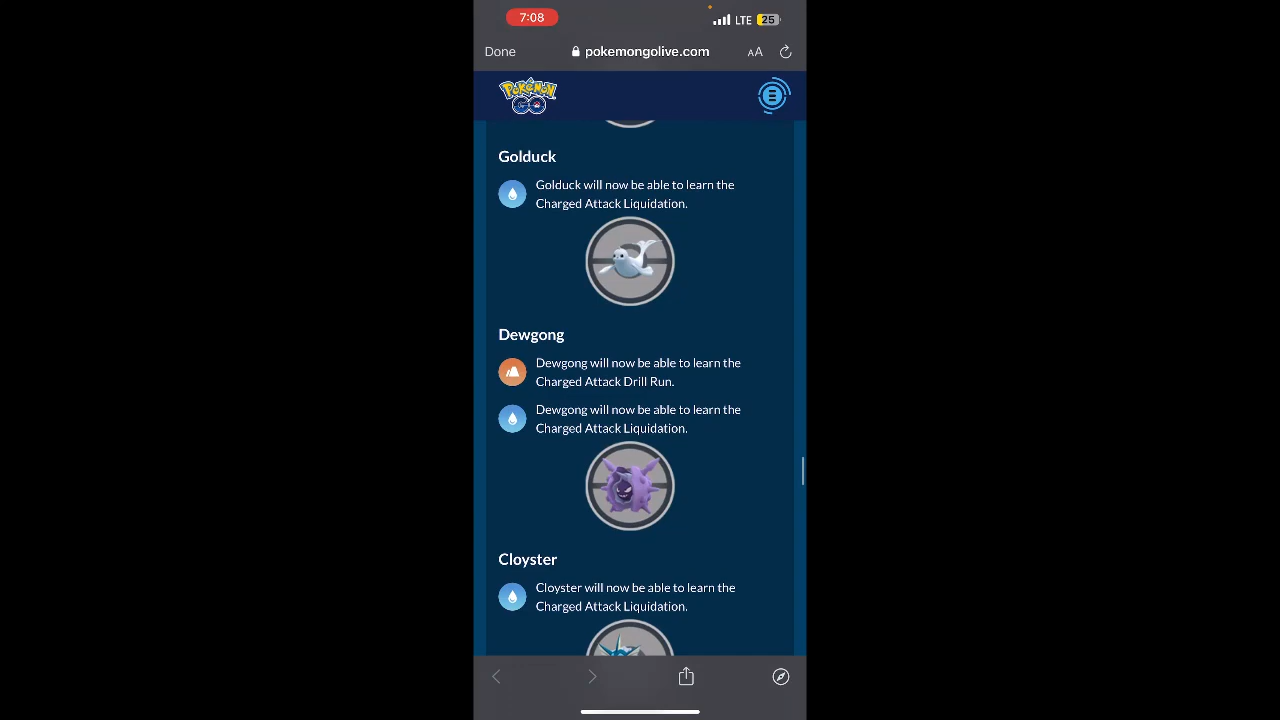 7:08
LTE 25
Done
pokemongolive.com
AA
POKÉMON
GO
Golduck
Golduck will now be able to learn the
Charged Attack Liquidation.
Dewgong
Dewgong will now be able to learn the
Charged Attack Drill Run.
Dewgong will now be able to learn the
Charged Attack Liquidation.
Cloyster
Cloyster will now be able to learn the
Charged Attack Liquidation.